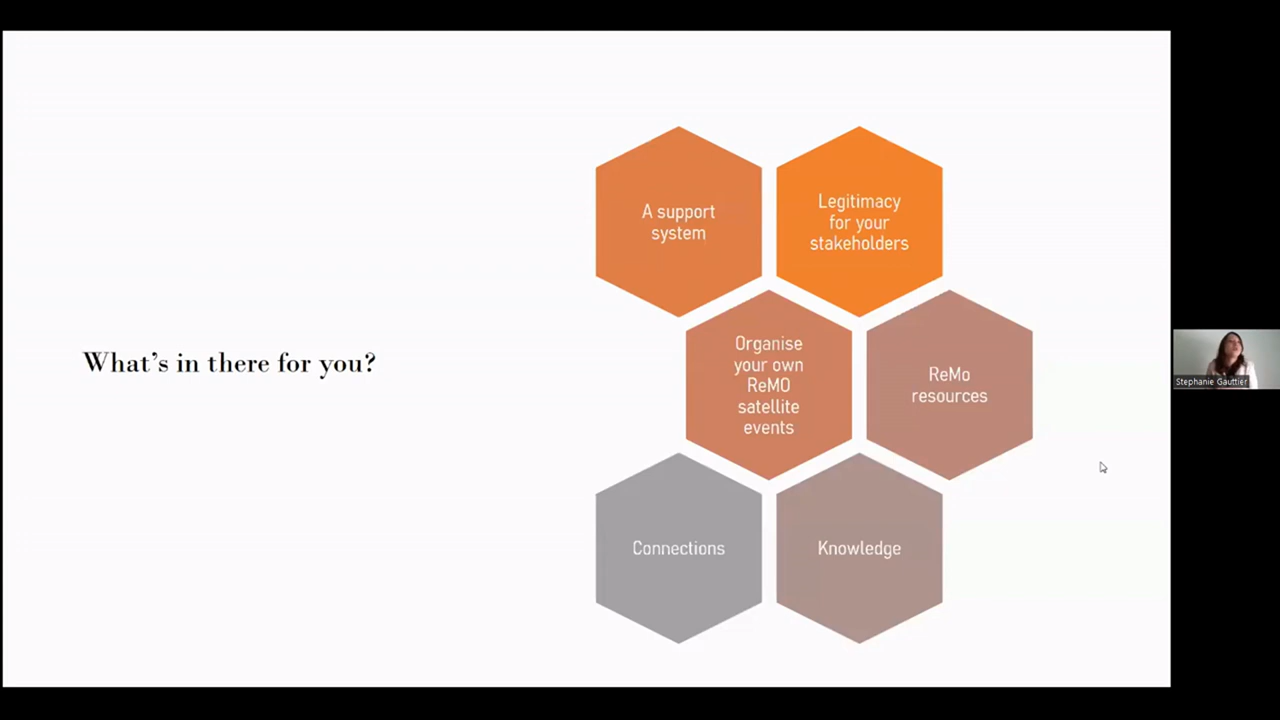 What's in there for you?
A support
system
Legitimacy
for your
stakeholders
Organise
your own
ReMO
satellite
events
ReMo
resources
Connections
Knowledge
Stephanie Gauttier